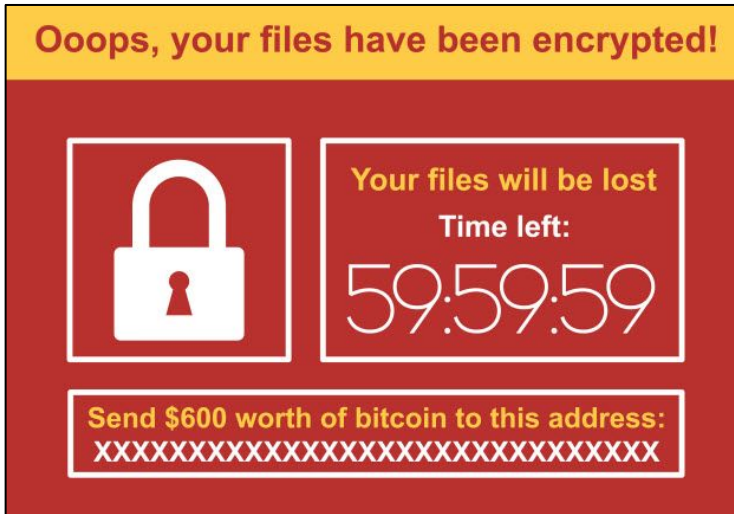 Ooops, your files have been encrypted!
Your files will be lost
Time left:
59:59:59
Send $600 worth of bitcoin to this address:
XXXXXXXXXXXXXXXXXXXXXXXXXXXXXX